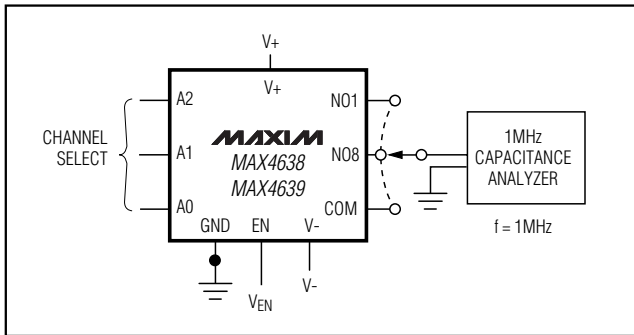 V+
V+
A2
NO1
CHANNEL
SELECT
A1
MAXIM
MAX4638
MAX4639
NO8
1MHz
CAPACITANCE
ANALYZER
A0
COM
GND EN V-
f = 1MHz
VEN
V-